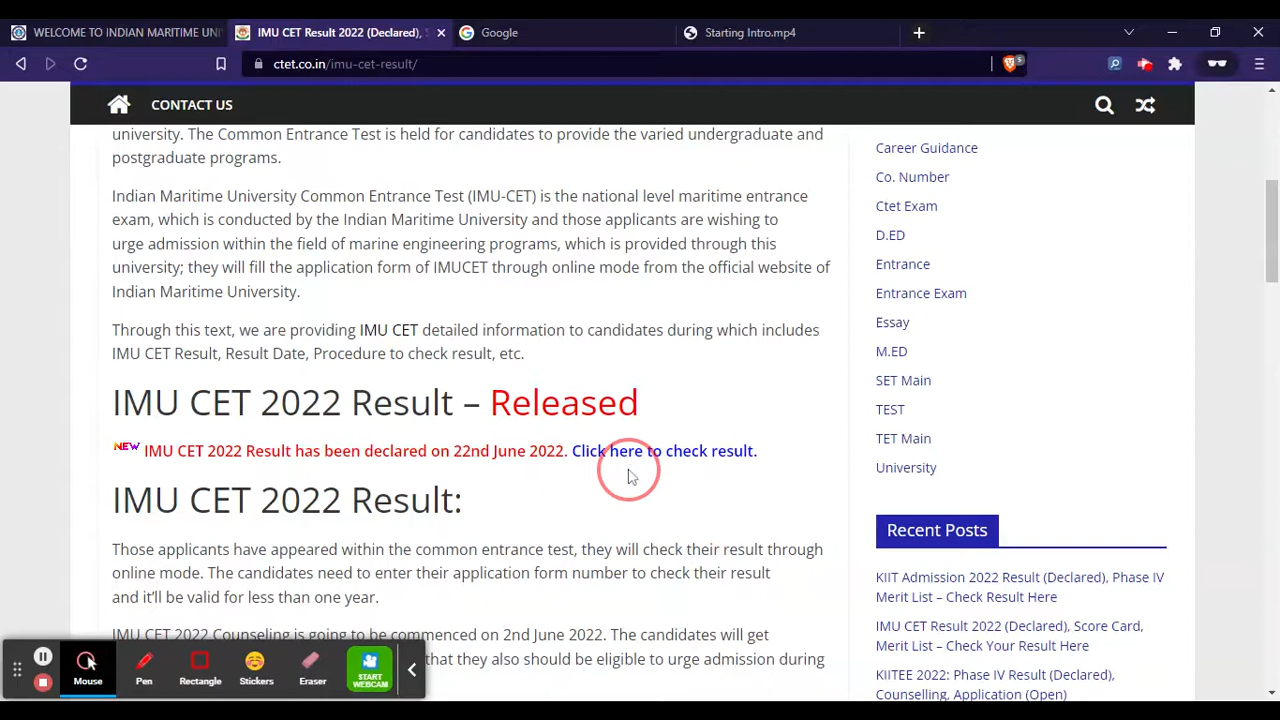 WELCOME TO INDIAN MARITIME UNI
IMU CET Result 2022 (Declared), S
Google
Starting Intro.mp4
ctet.co.in/imu-cet-result/
CONTACT US
university. The Common Entrance Test is held for candidates to provide the varied undergraduate and
postgraduate programs.
Indian Maritime University Common Entrance Test (IMU-CET) is the national level maritime entrance
exam, which is conducted by the Indian Maritime University and those applicants are wishing to
urge admission within the field of marine engineering programs, which is provided through this
university; they will fill the application form of IMUCET through online mode from the official website of
Indian Maritime University.
Through this text, we are providing IMU CET detailed information to candidates during which includes
IMU CET Result, Result Date, Procedure to check result, etc.
IMU CET 2022 Result – Released
NEW IMU CET 2022 Result has been declared on 22nd June 2022. Click here to check result.
IMU CET 2022 Result:
Those applicants have appeared within the common entrance test, they will check their result through
online mode. The candidates need to enter their application form number to check their result
and it’ll be valid for less than one year.
IMU CET 2022 Counseling is going to be commenced on 2nd June 2022. The candidates will get
that they also should be eligible to urge admission during
Career Guidance
Co. Number
Ctet Exam
D.ED
Entrance
Entrance Exam
Essay
M.ED
SET Main
TEST
TET Main
University
Recent Posts
KIIT Admission 2022 Result (Declared), Phase IV
Merit List – Check Result Here
IMU CET Result 2022 (Declared), Score Card,
Merit List – Check Your Result Here
KIITEE 2022: Phase IV Result (Declared),
Counselling, Application (Open)
Mouse
Pen
Rectangle
Stickers
Eraser
START
WEBCAM